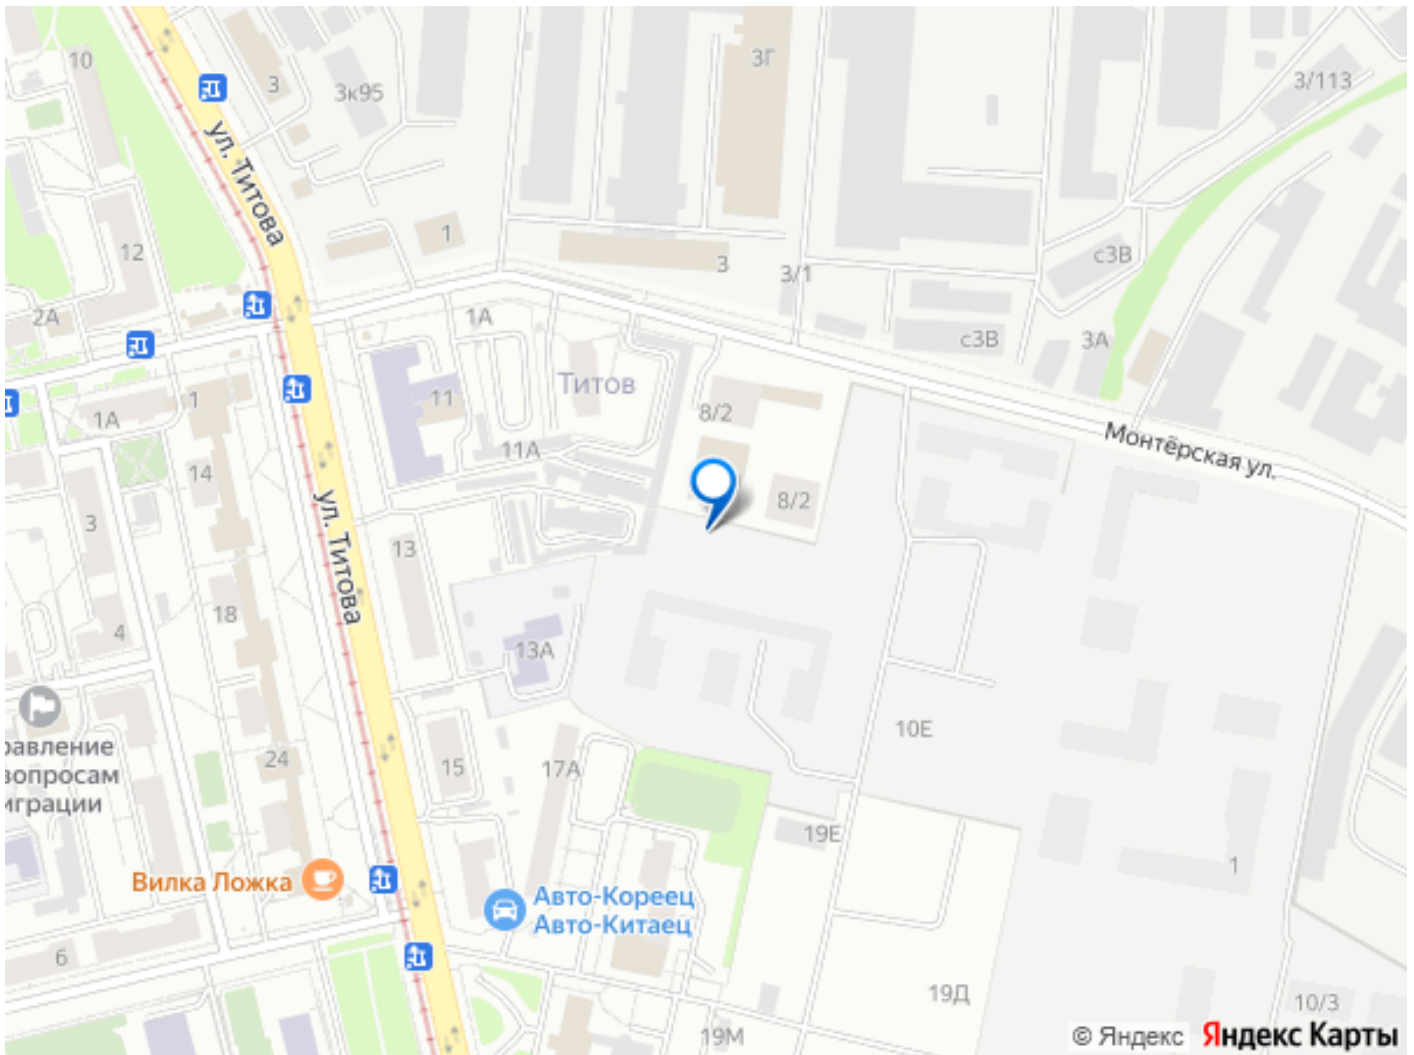 10
3
3к95
3Г
3/113
ул. Титова
12
1
3
3/1
с3В
2А
1А
с3В
3А
Титов
1А
1
11
8/2
11А
Монтёрская ул.
14
8/2
3
ул. Титова
13
18
4
13А
равление
вопросам
играции
10Е
24
15
17А
19Е
1
Вилка Ложка
Авто-Кореец
Авто-Китаец
6
19Д
10/3
19М
© Яндекс
Яндекс Карты